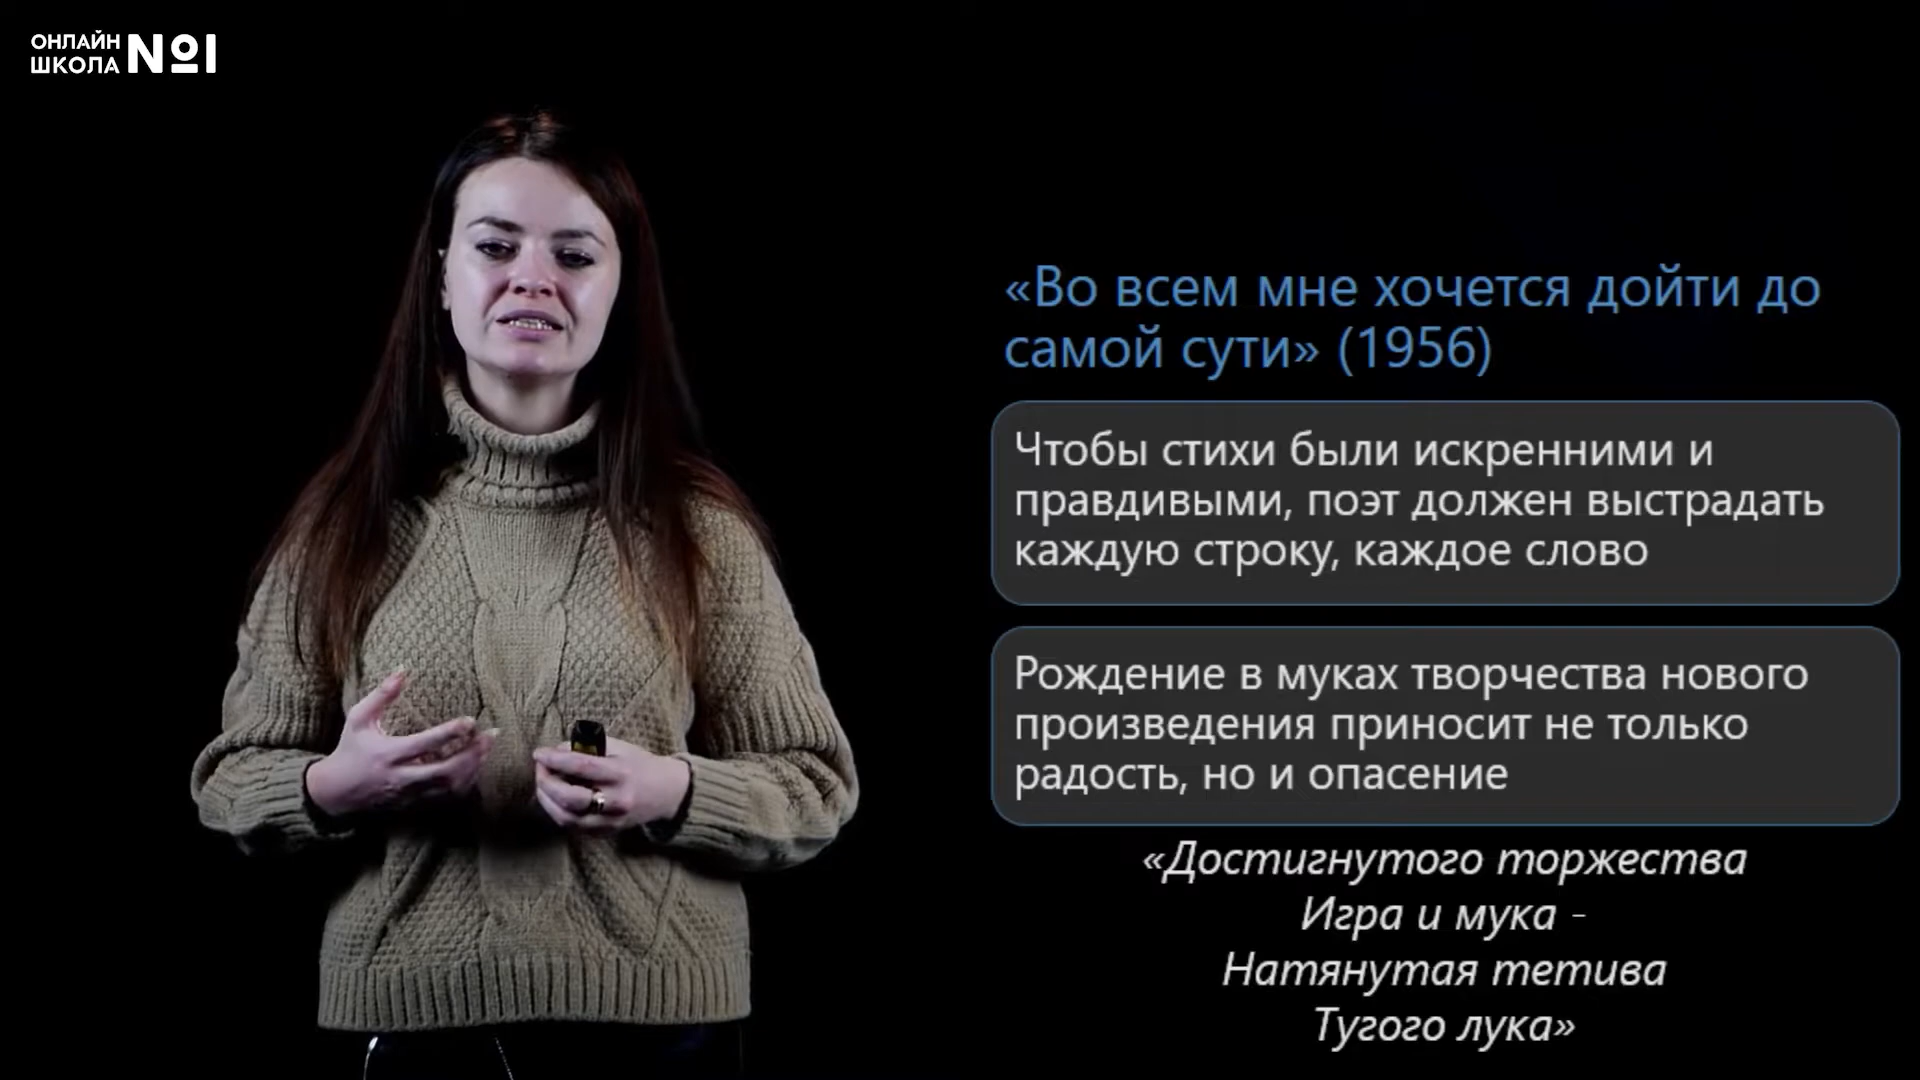 ОНЛАЙН
ШКОЛА №1
«Во всем мне хочется дойти до
самой сути» (1956)
Чтобы стихи были искренними и
правдивыми, поэт должен выстрадать
каждую строку, каждое слово
Рождение в муках творчества нового
произведения приносит не только
радость, но и опасение
«Достигнутого торжества
Игра и мука -
Натянутая тетива
Тугого лука»